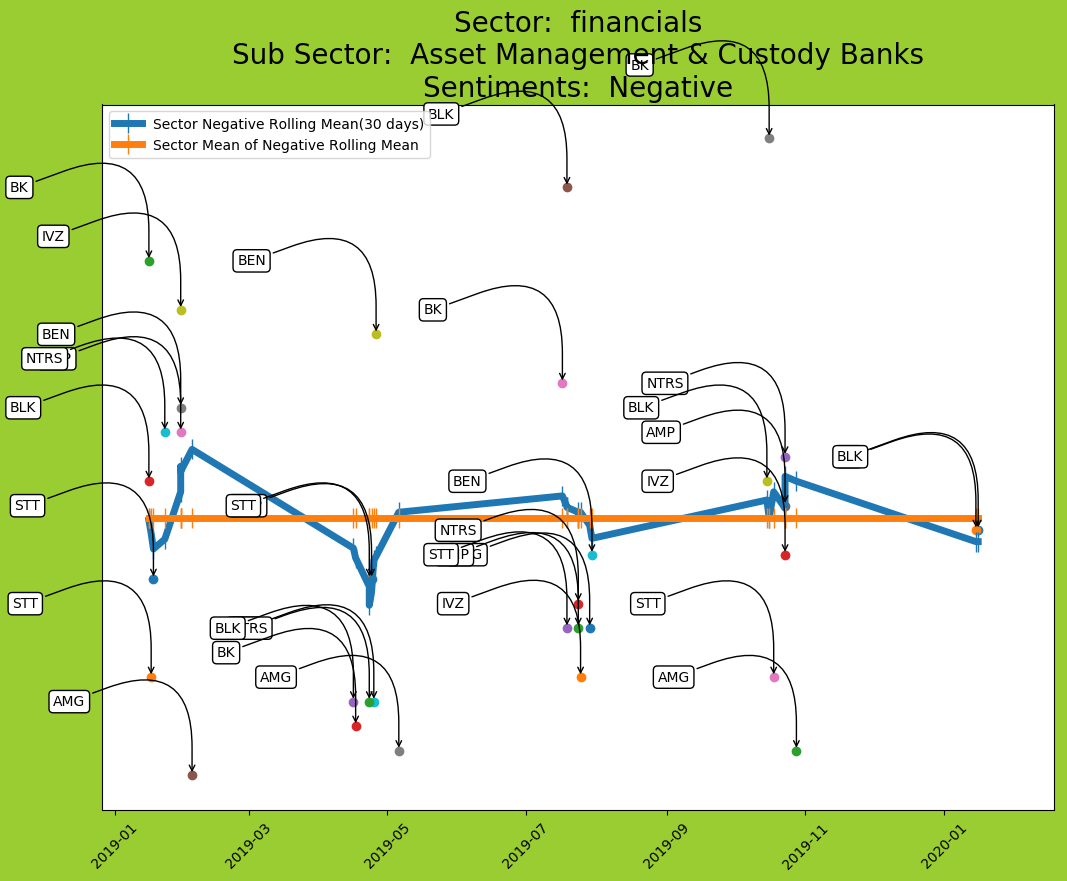 Sector:  financials
Sub Sector:  Asset Management & Custody Banks
Sentiments:  Negative
BK
BLK
Sector Negative Rolling Mean(30 days)
Sector Mean of Negative Rolling Mean
BK
IVZ
BEN
BK
BEN
NTRS
NTRS
BLK
BLK
AMP
BLK
STT
STT
BEN
IVZ
NTRS
STT
STT
IVZ
STT
BLK
BK
AMG
AMG
AMG
2019-01
2019-03
2019-05
2019-07
2019-09
2019-11
2020-01